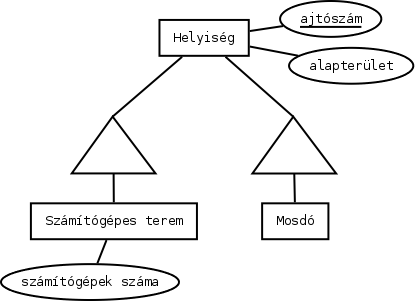 ajtószám
Helyiség
alapterület
Számítógépes terem
Mosdó
számítógépek száma